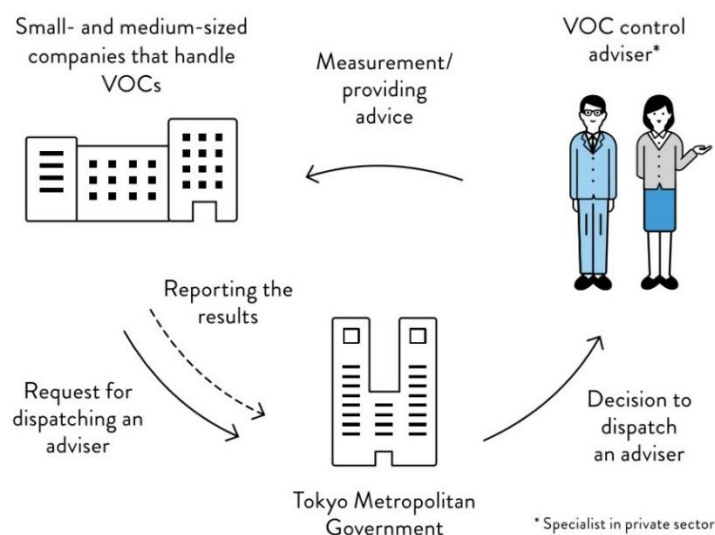 Small- and medium-sized
companies that handle
VOCs
Measurement/
providing
advice
VOC control
adviser*
Reporting the
results
Request for
dispatching an
adviser
Decision to
dispatch
an adviser
Tokyo Metropolitan
Government
* Specialist in private sector